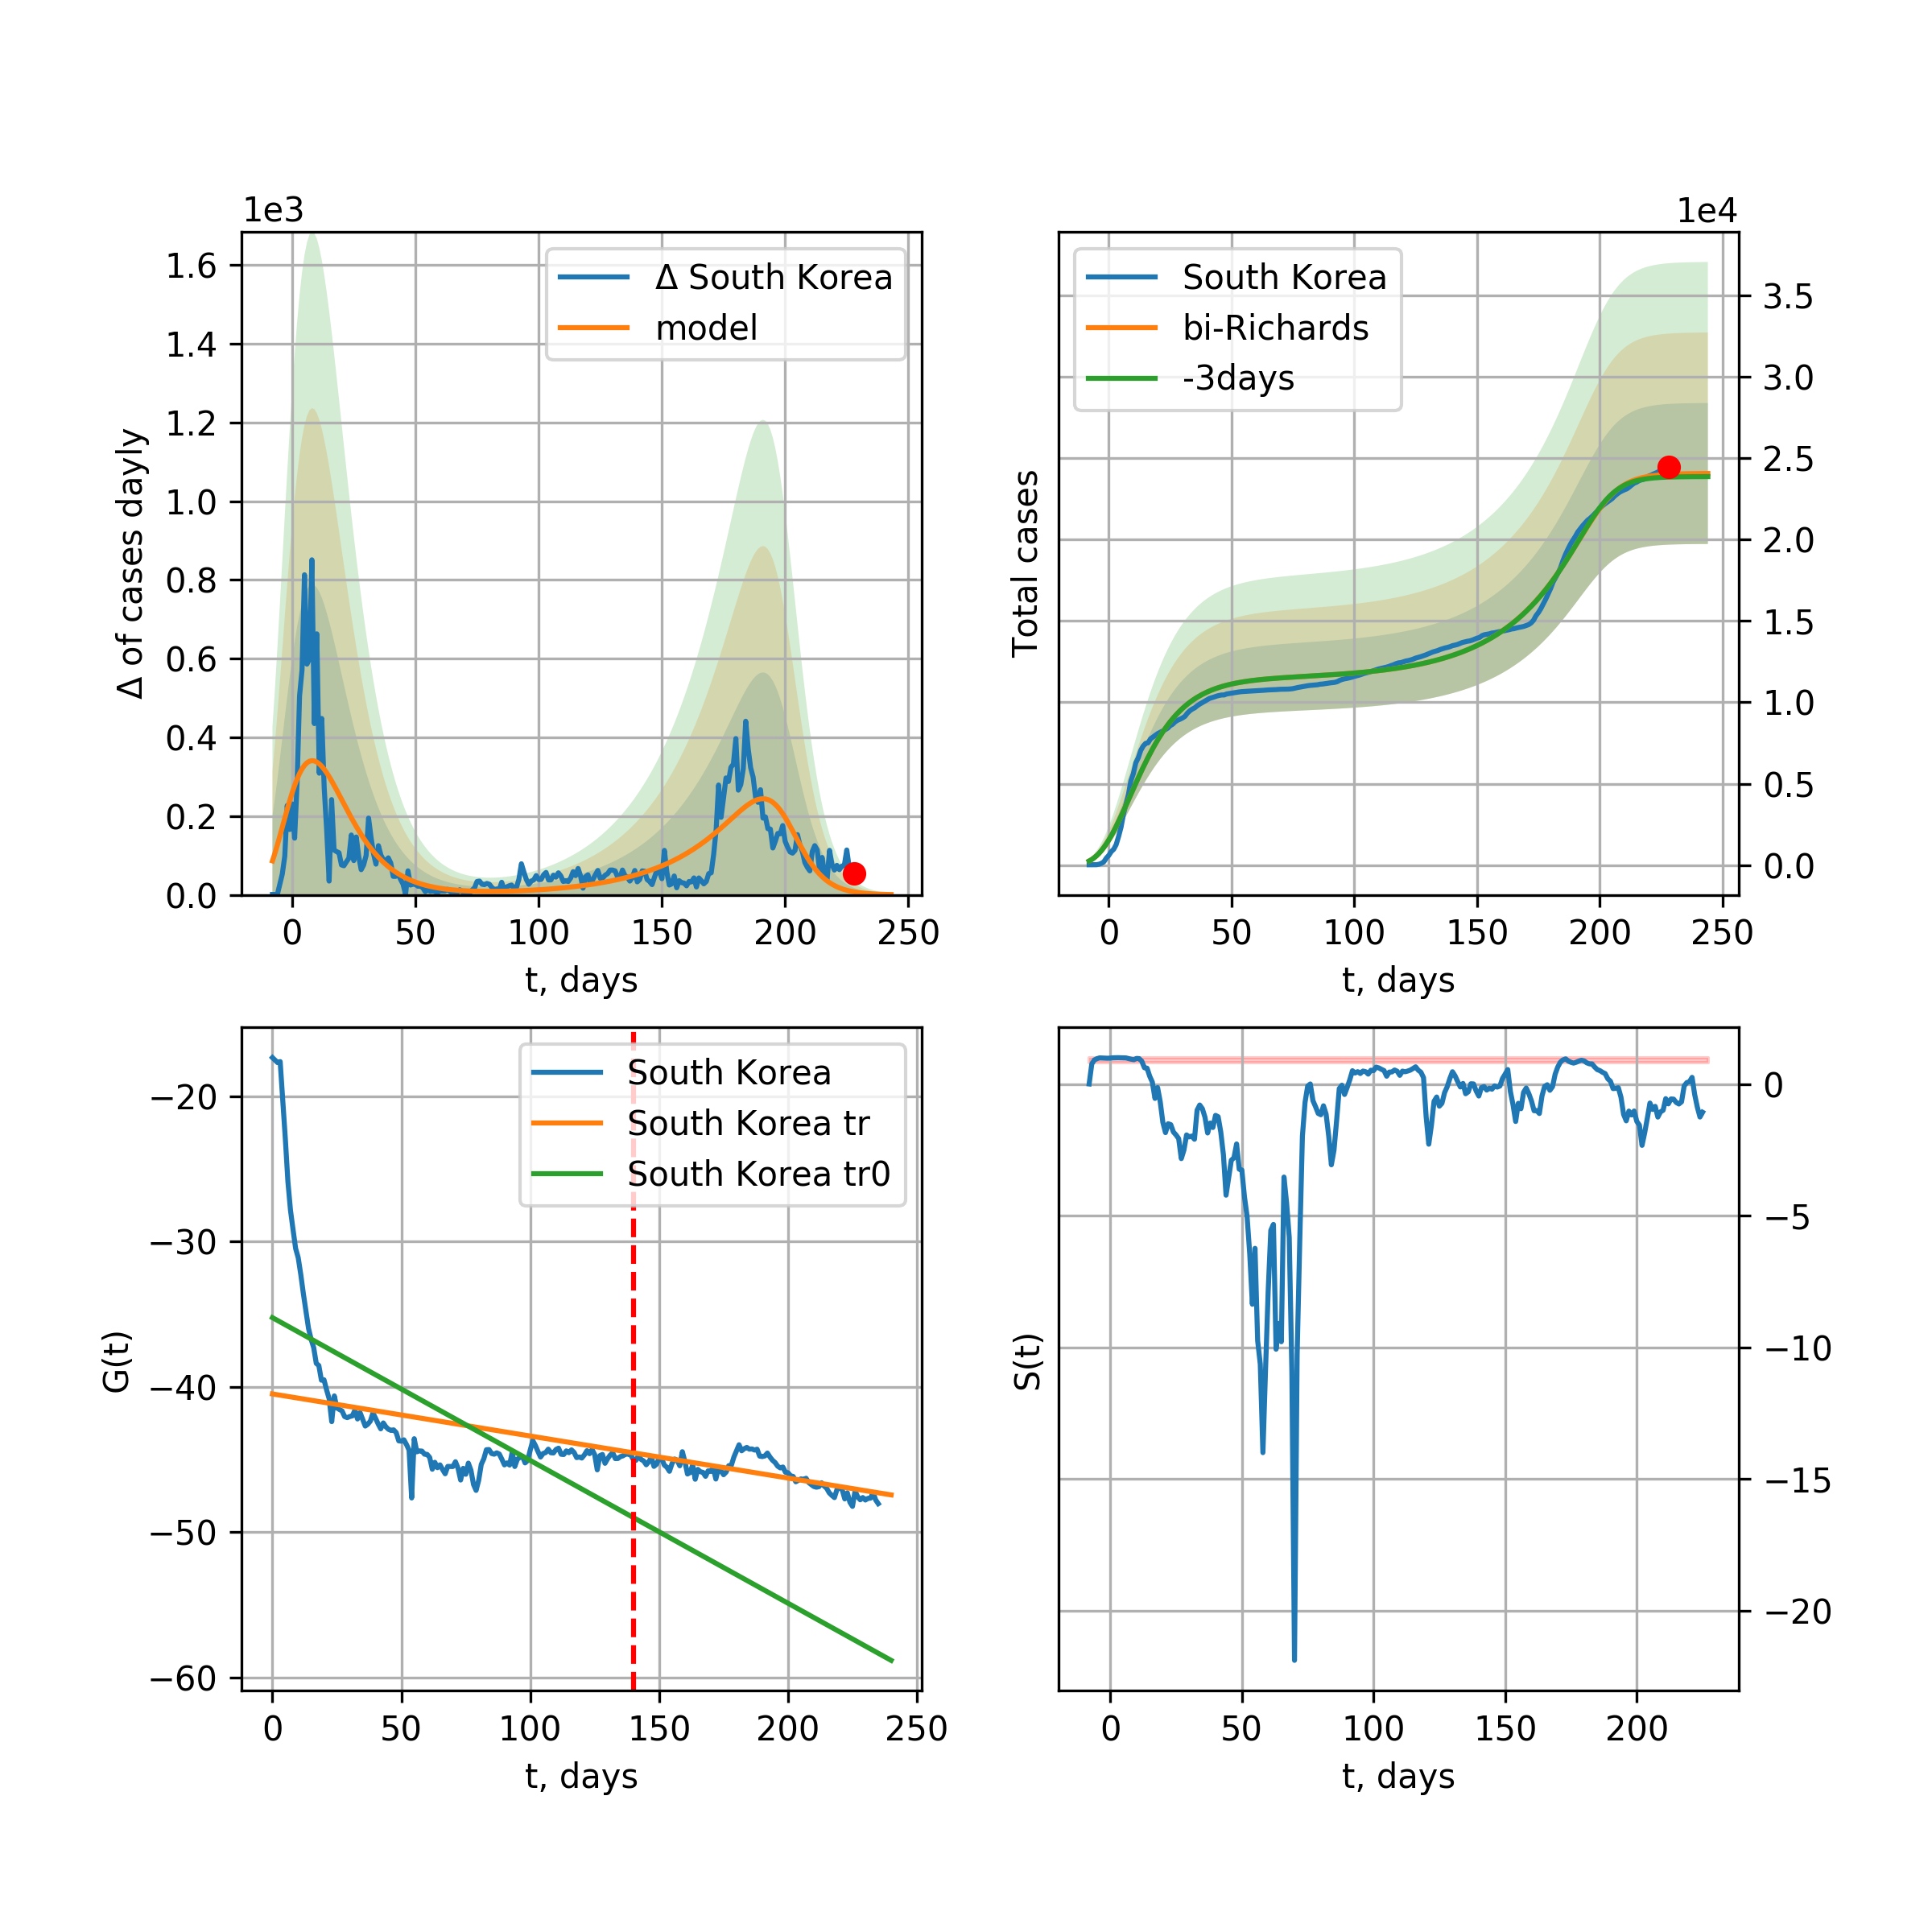 1e3
Δ of cases dayly
1.6
1.4
1.2
1.0
0.8
0.6
0.4
0.2
0.0
Δ South Korea
model
0 50 100 150 200 250
t, days
1e4
Total cases
South Korea
bi-Richards
-3days
3.5
3.0
2.5
2.0
1.5
1.0
0.5
0.0
0 50 100 150 200 250
t, days
G(t)
−20
−30
−40
−50
−60
South Korea
South Korea tr
South Korea tr0
0 50 100 150 200 250
t, days
S(t)
0
−5
−10
−15
−20
0 50 100 150 200
t, days